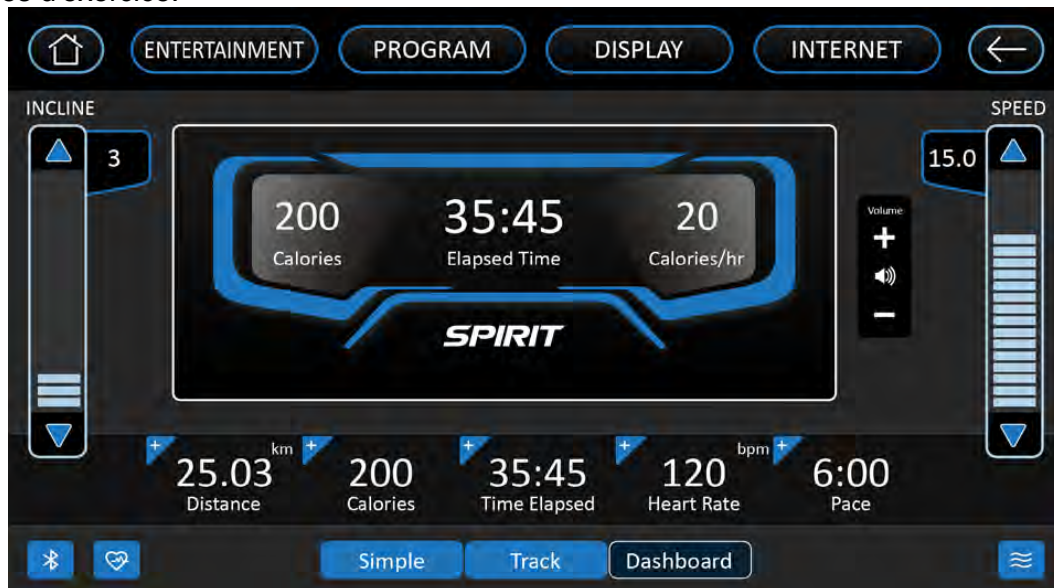 ENTERTAINMENT PROGRAM DISPLAY INTERNET
INCLINE SPEED
3 15.0
200 35:45 20
Calories Elapsed Time Calories/hr
Volume
+
−
SPIRIT
+ km + + + bpm +
25.03 200 35:45 120 6:00
Distance Calories Time Elapsed Heart Rate Pace
Simple Track Dashboard